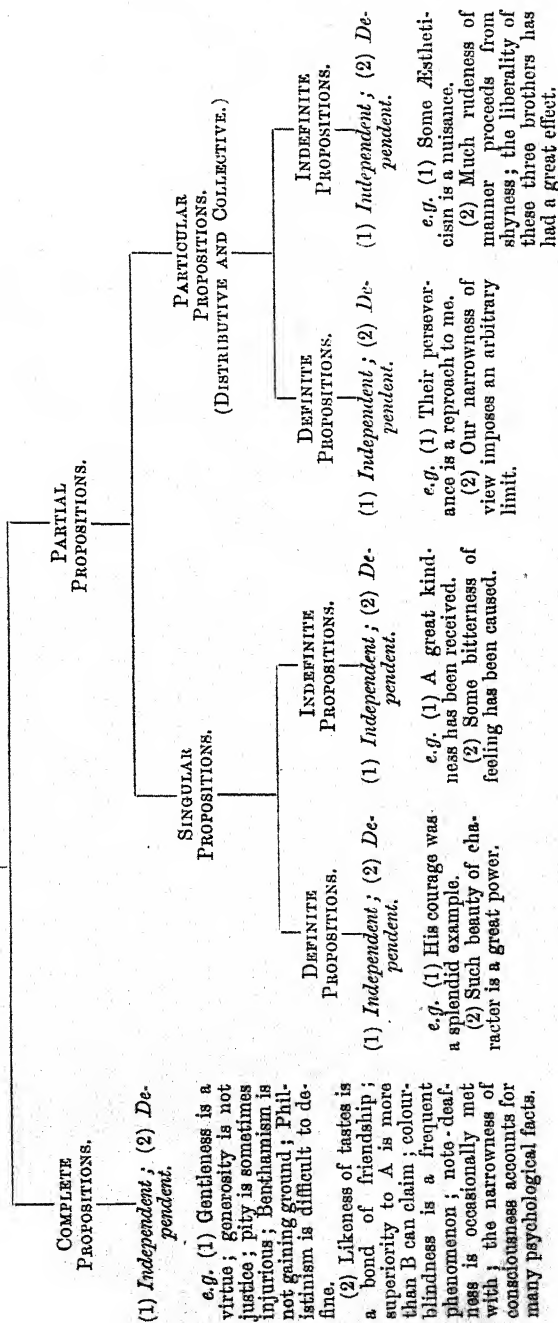 COMPLETE
PROPOSITIONS.
(1) Independent; (2) De-
pendent.
e.g. (1) Gentleness is a
virtue; generosity is not
justice; pity is sometimes
injurious; Benthamism is
not gaining ground; Phil-
istinism is difficult to de-
fine.
(2) Likeness of tastes is
a bond of friendship;
superiority to A is more
than B can claim; colour-
blindness is a frequent
phenomenon; note-deaf-
ness is occasionally met
with; the narrowness of
consciousness accounts for
many psychological facts.
PARTIAL
PROPOSITIONS.
SINGULAR
PROPOSITIONS.
DEFINITE
PROPOSITIONS.
(1) Independent; (2) De-
pendent.
e.g. (1) His courage was
a splendid example.
(2) Such beauty of cha-
racter is a great power.
INDEFINITE
PROPOSITIONS.
(1) Independent; (2) De-
pendent.
e.g. (1) A great kind-
ness has been received.
(2) Some bitterness of
feeling has been caused.
PARTICULAR
PROPOSITIONS.
(DISTRIBUTIVE AND COLLECTIVE.)
DEFINITE
PROPOSITIONS.
(1) Independent; (2) De-
pendent.
e.g. (1) Their persever-
ance is a reproach to me.
(2) Our narrowness of
view imposes an arbitrary
limit.
INDEFINITE
PROPOSITIONS.
(1) Independent; (2) De-
pendent.
e.g. (1) Some Æstheti-
cism is a nuisance.
(2) Much rudeness of
manner proceeds from
shyness; the liberality of
these three brothers has
had a great effect.